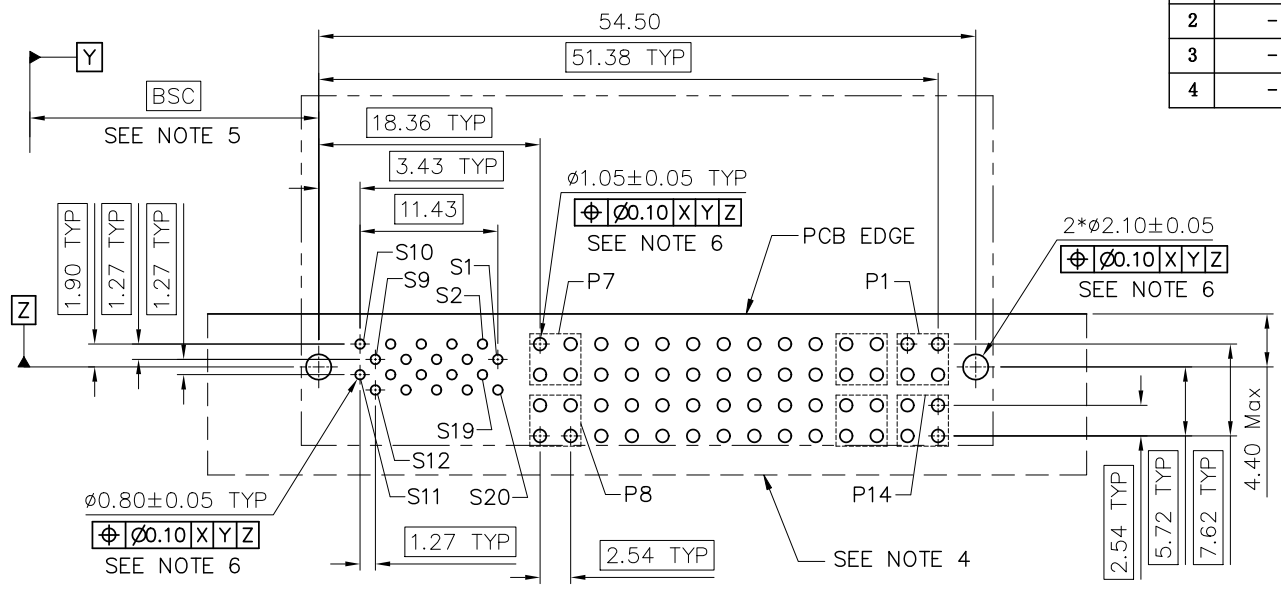 54.50
2 -
Y
51.38 TYP
3 -
BSC
4 -
SEE NOTE 5
18.36 TYP
3.43 TYP
ø1.05±0.05 TYP
11.43
⌖ Ø0.10 X Y Z
2*ø2.10±0.05
SEE NOTE 6
PCB EDGE
⌖ Ø0.10 X Y Z
SEE NOTE 6
1.90 TYP
1.27 TYP
1.27 TYP
S10
S1
S9
S2
P7
P1
Z
S19
S12
S11
S20
P8
P14
4.40 Max
ø0.80±0.05 TYP
⌖ Ø0.10 X Y Z
SEE NOTE 6
1.27 TYP
2.54 TYP
SEE NOTE 4
2.54 TYP
5.72 TYP
7.62 TYP